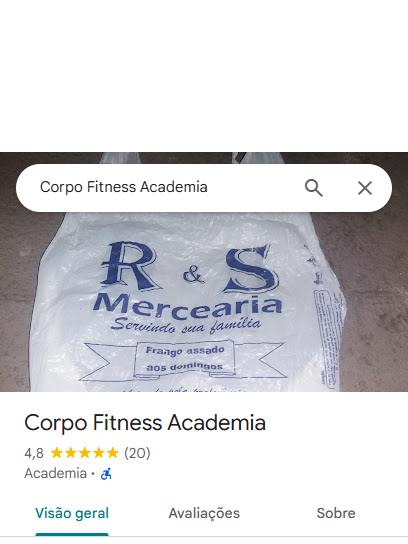 Corpo Fitness Academia
R & S
Mercearia
Servindo sua família
Frango assado
aos domingos
Corpo Fitness Academia
4,8 (20)
Academia ·
Visão geral Avaliações Sobre